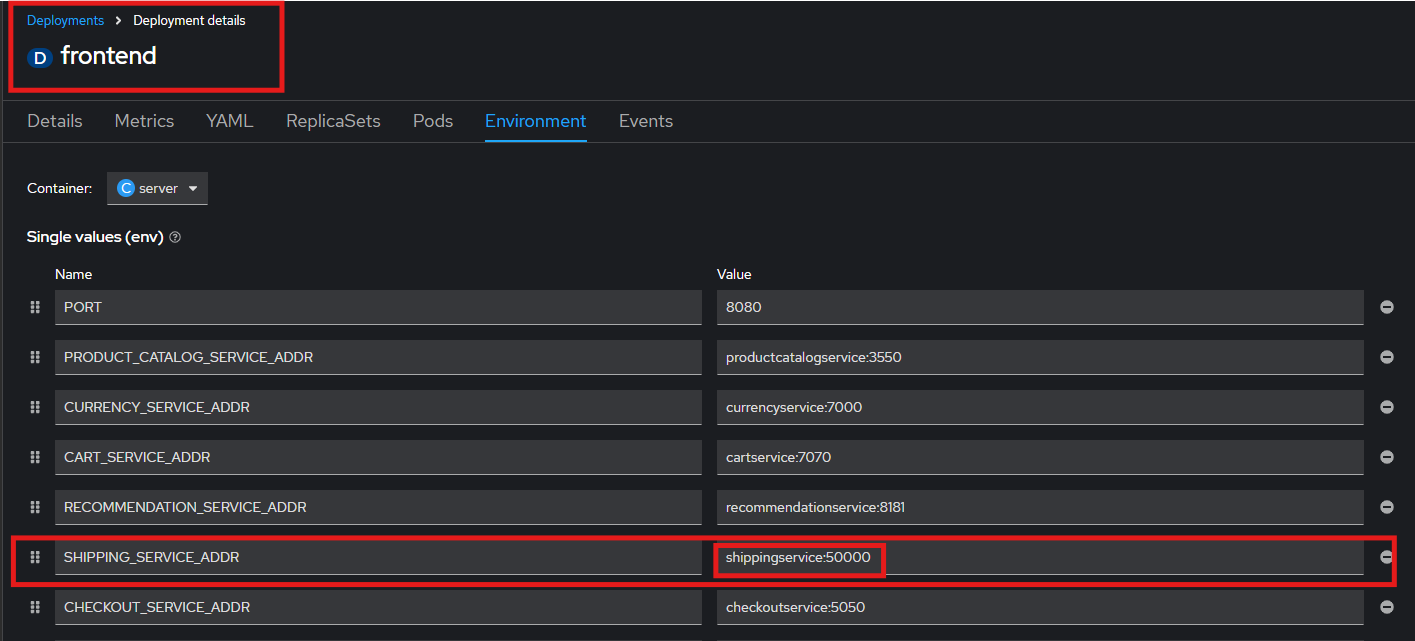 Deployments > Deployment details
D frontend
Details Metrics YAML ReplicaSets Pods Environment Events
Container: C server
Single values (env) ?
Name Value
PORT 8080
PRODUCT_CATALOG_SERVICE_ADDR productcatalogservice:3550
CURRENCY_SERVICE_ADDR currencyservice:7000
CART_SERVICE_ADDR cartservice:7070
RECOMMENDATION_SERVICE_ADDR recommendationservice:8181
SHIPPING_SERVICE_ADDR shippingservice:50000
CHECKOUT_SERVICE_ADDR checkoutservice:5050